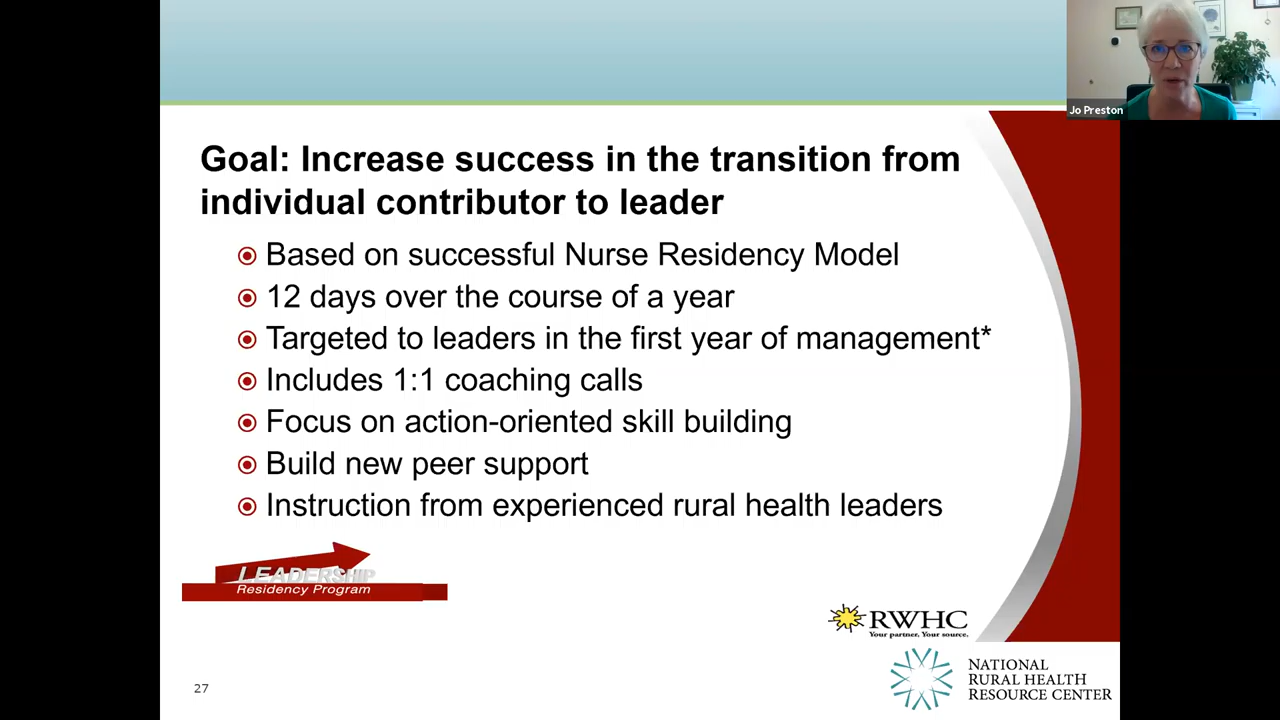 Jo Preston
Goal: Increase success in the transition from
individual contributor to leader
Based on successful Nurse Residency Model
12 days over the course of a year
Targeted to leaders in the first year of management*
Includes 1:1 coaching calls
Focus on action-oriented skill building
Build new peer support
Instruction from experienced rural health leaders
LEADERSHIP
Residency Program
RWHC
Your partner. Your source.
NATIONAL
RURAL HEALTH
RESOURCE CENTER
27